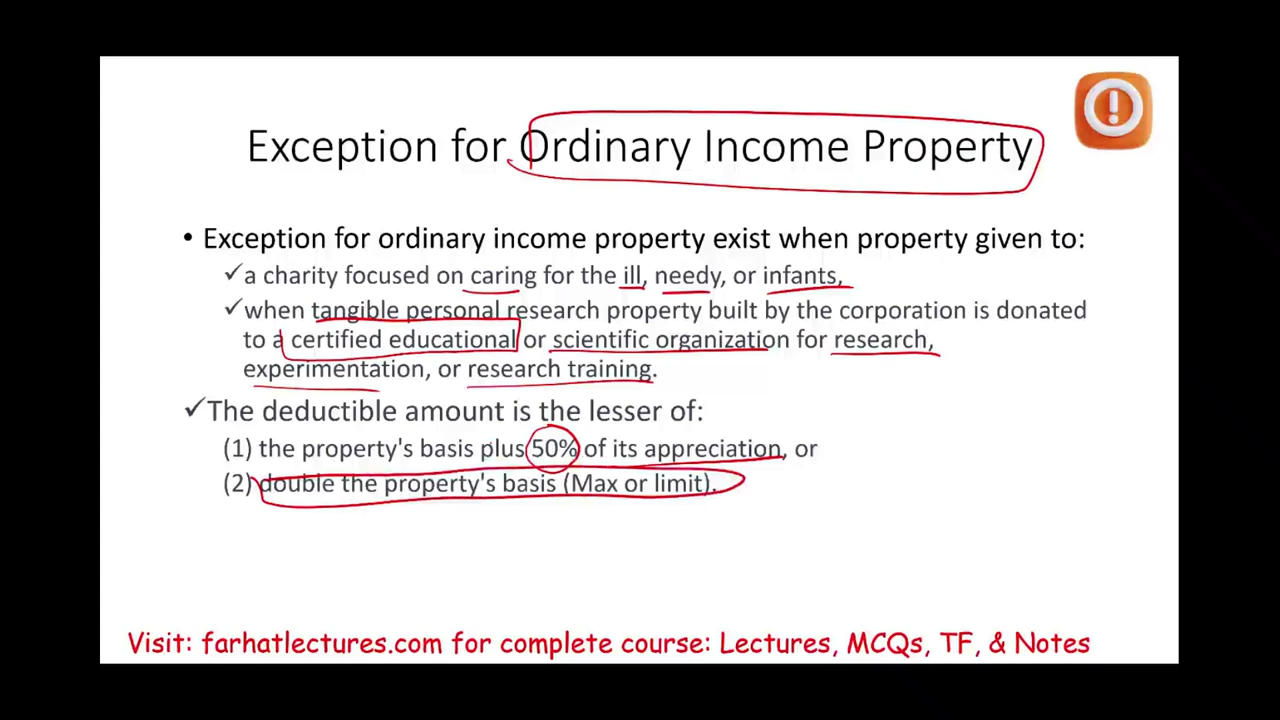 Exception for Ordinary Income Property
• Exception for ordinary income property exist when property given to:
✓a charity focused on caring for the ill, needy, or infants,
✓when tangible personal research property built by the corporation is donated
to a certified educational or scientific organization for research,
experimentation, or research training.
✓The deductible amount is the lesser of:
(1) the property's basis plus 50% of its appreciation, or
(2) double the property's basis (Max or limit).
Visit: farhatlectures.com for complete course: Lectures, MCQs, TF, & Notes